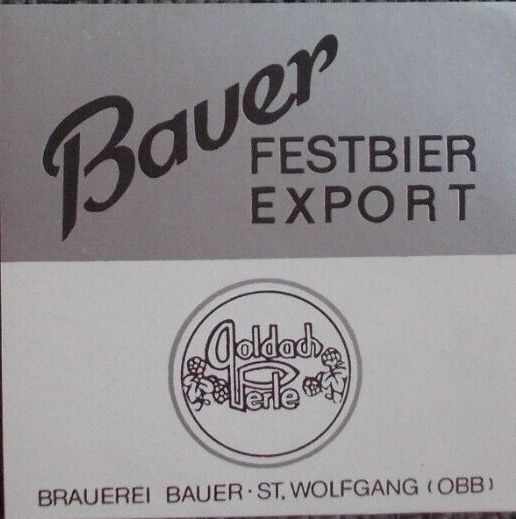 Bauer
FESTBIER
EXPORT
Goldach
Perle
BRAUEREI BAUER · ST. WOLFGANG (OBB)